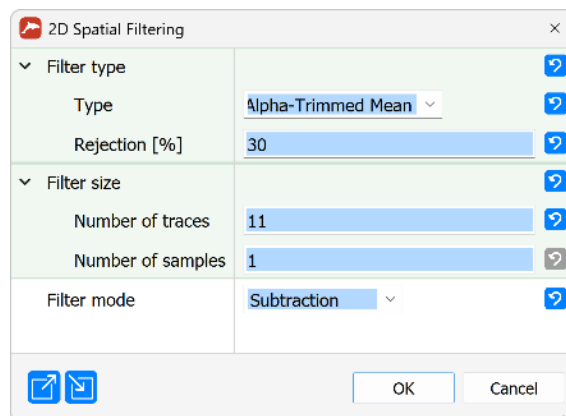 2D Spatial Filtering
Filter type
Type Alpha-Trimmed Mean
Rejection [%] 30
Filter size
Number of traces 11
Number of samples 1
Filter mode Subtraction
OK Cancel